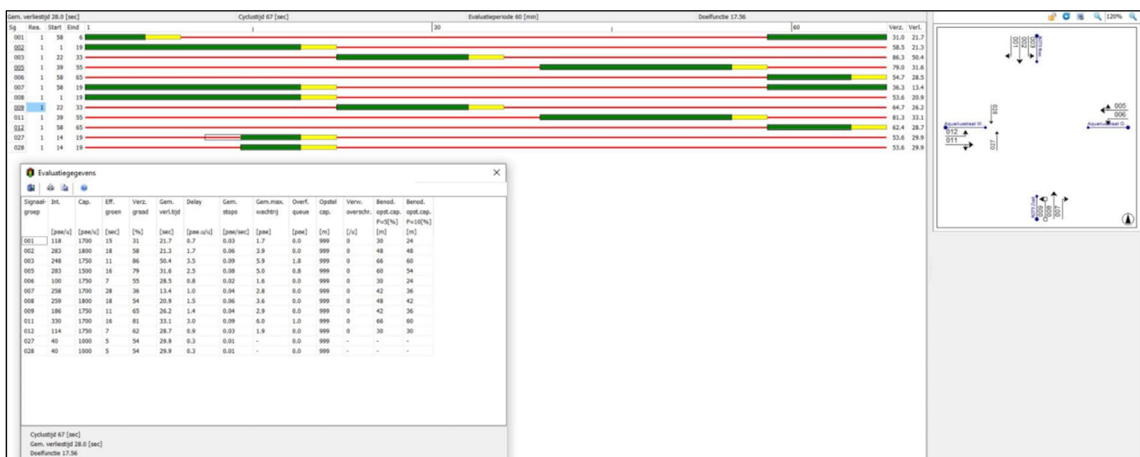 Gem. verliestijd 28.0 [sec] Cyclustijd 67 [sec] Evaluatieperiode 60 [min] Doelfunctie 17.56
120%
Sg Rea. Start Eind 1 30 60 Verz. Verl.
001 1 58 6 31.0 21.7
002 1 1 19 58.5 21.3
003 1 22 33 86.3 50.4
005 1 39 55 79.0 31.6
006 1 58 65 54.7 28.5
007 1 58 19 36.3 13.4
008 1 1 19 53.6 20.9
009 1 22 33 64.7 26.2
011 1 39 55 81.3 33.1
012 1 58 65 62.4 28.7
027 1 14 19 53.6 29.9
028 1 14 19 53.6 29.9
Evaluatiegegevens
Signaal- Int. Cap. Eff. Verz. Gem. Delay Gem. Gem.max. Overf. Opstel Verw. Benod. Benod.
groep groen graad verl.tijd stops wachtrij queue cap. overschr. opst.cap. opst.cap.
P=5[%] P=10[%]
[pae/u] [pae/u] [sec] [%] [sec] [pae.u/u] [pae/sec] [pae] [pae] [m] [/u] [m] [m]
001 118 1700 15 31 21.7 0.7 0.03 1.7 0.0 999 0 30 24
002 283 1800 18 58 21.3 1.7 0.06 3.9 0.0 999 0 48 48
003 248 1750 11 86 50.4 3.5 0.09 5.9 1.8 999 0 66 60
005 283 1500 16 79 31.6 2.5 0.08 5.0 0.8 999 0 60 54
006 100 1750 7 55 28.5 0.8 0.02 1.6 0.0 999 0 30 24
007 258 1700 28 36 13.4 1.0 0.04 2.8 0.0 999 0 42 36
008 259 1800 18 54 20.9 1.5 0.06 3.6 0.0 999 0 48 42
009 186 1750 11 65 26.2 1.4 0.04 2.9 0.0 999 0 42 36
011 330 1700 16 81 33.1 3.0 0.09 6.0 1.0 999 0 66 60
012 114 1750 7 62 28.7 0.9 0.03 1.9 0.0 999 0 30 30
027 40 1000 5 54 29.9 0.3 0.01 - 0.0 999 - - -
028 40 1000 5 54 29.9 0.3 0.01 - 0.0 999 - - -
Cyclustijd 67 [sec]
Gem. verliestijd 28.0 [sec]
Doelfunctie 17.56
001
002
003
005
006
028
012
011
027
009
008
007